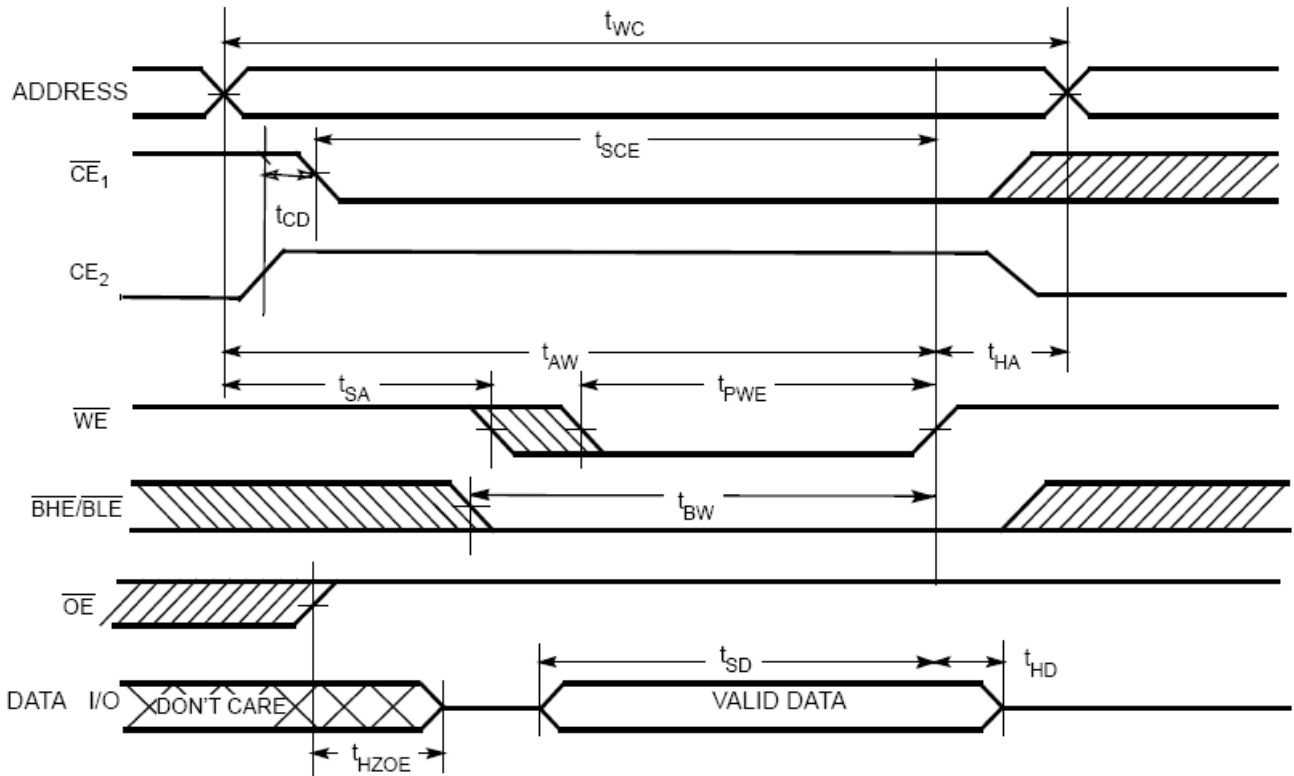 tWC
ADDRESS
tSCE
CE1
tCD
CE2
tAW
tHA
tSA
tPWE
WE
BHE/BLE
tBW
OE
tSD
tHD
DATA I/O
DON'T CARE
VALID DATA
tHZOE